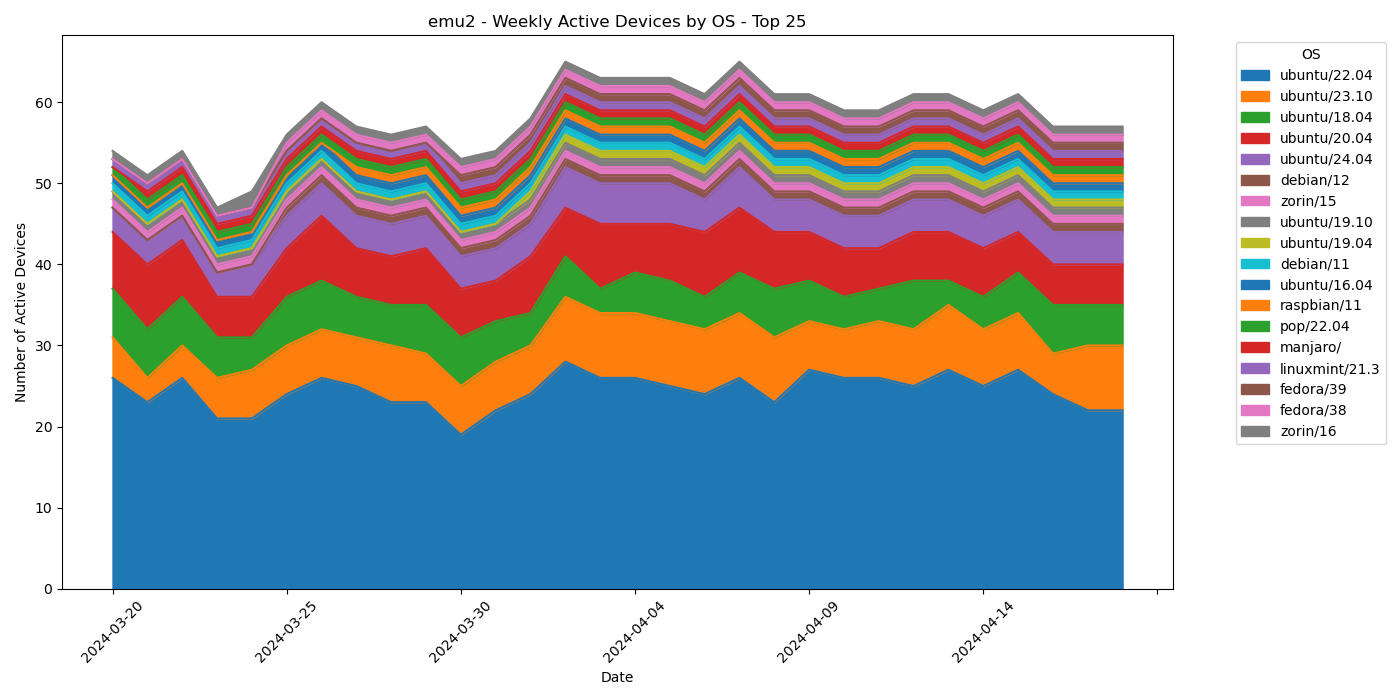 emu2 - Weekly Active Devices by OS - Top 25
Number of Active Devices
60
50
40
30
20
10
0
2024-03-20
2024-03-25
2024-03-30
2024-04-04
2024-04-09
2024-04-14
Date
OS
ubuntu/22.04
ubuntu/23.10
ubuntu/18.04
ubuntu/20.04
ubuntu/24.04
debian/12
zorin/15
ubuntu/19.10
ubuntu/19.04
debian/11
ubuntu/16.04
raspbian/11
pop/22.04
manjaro/
linuxmint/21.3
fedora/39
fedora/38
zorin/16